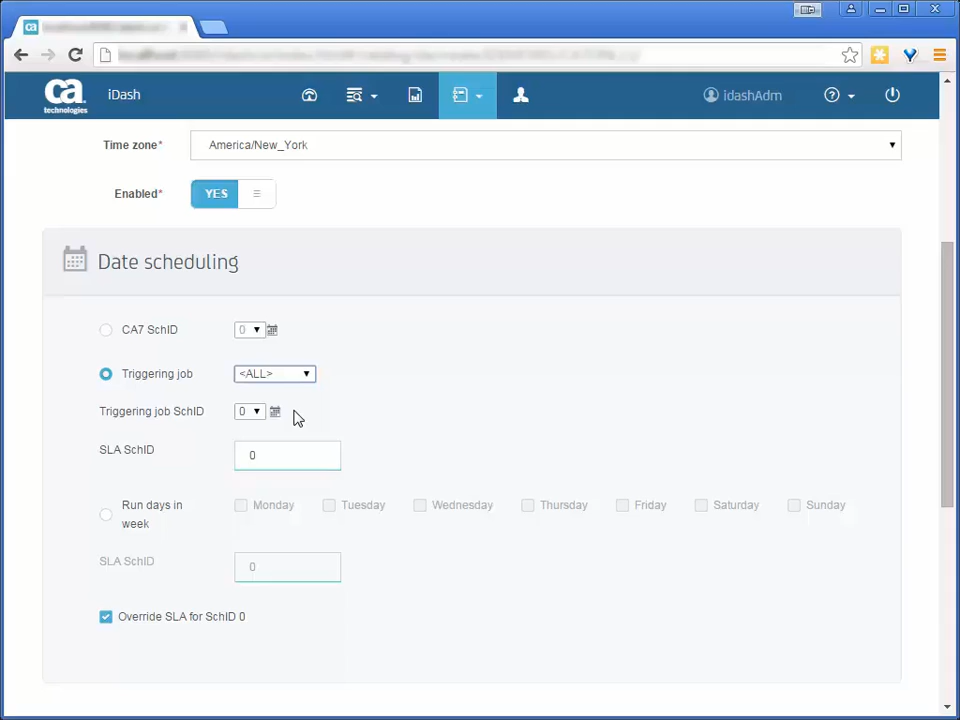 ca
technologies
iDash
idashAdm
Time zone*
America/New_York
Enabled*
YES
Date scheduling
CA7 SchID
0
Triggering job
<ALL>
Triggering job SchID
0
SLA SchID
0
Run days in
week
Monday
Tuesday
Wednesday
Thursday
Friday
Saturday
Sunday
SLA SchID
0
Override SLA for SchID 0